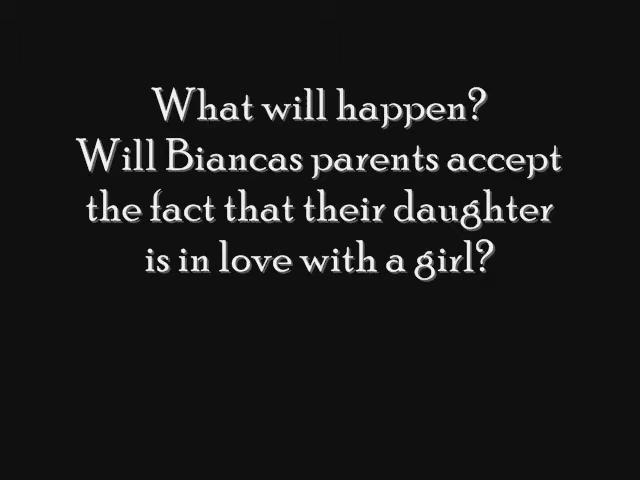 What will happen?
Will Biancas parents accept
the fact that their daughter
is in love with a girl?